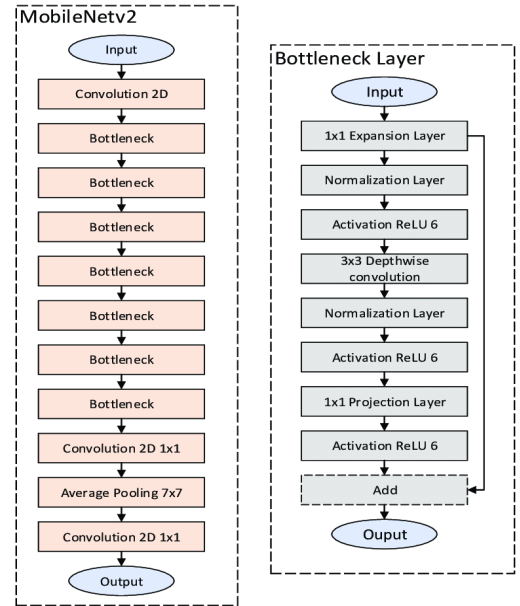 MobileNetv2
Input
Convolution 2D
Bottleneck
Bottleneck
Bottleneck
Bottleneck
Bottleneck
Bottleneck
Bottleneck
Convolution 2D 1x1
Average Pooling 7x7
Convolution 2D 1x1
Output
Bottleneck Layer
Input
1x1 Expansion Layer
Normalization Layer
Activation ReLU 6
3x3 Depthwise
convolution
Normalization Layer
Activation ReLU 6
1x1 Projection Layer
Activation ReLU 6
Add
Ouput